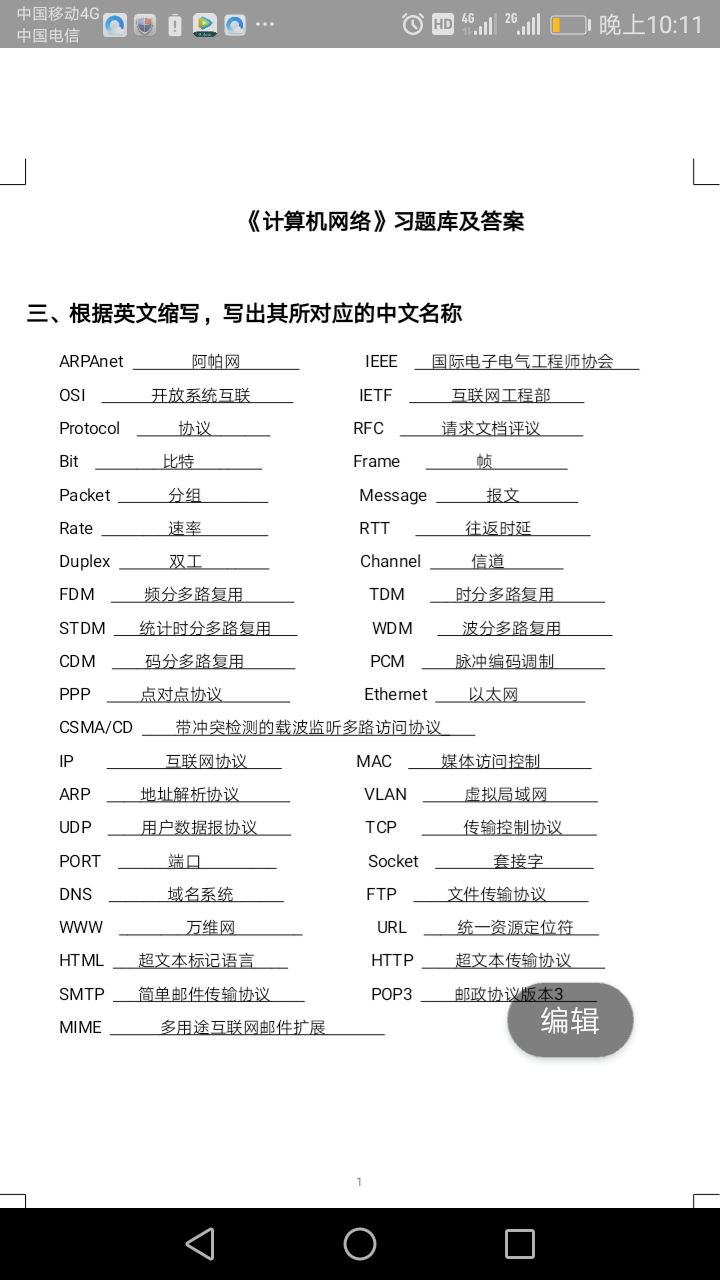 中国移动4G
中国电信
HD 4G 2G 晚上10:11
《计算机网络》习题库及答案
三、根据英文缩写，写出其所对应的中文名称
ARPAnet 阿帕网 IEEE 国际电子电气工程师协会
OSI 开放系统互联 IETF 互联网工程部
Protocol 协议 RFC 请求文档评议
Bit 比特 Frame 帧
Packet 分组 Message 报文
Rate 速率 RTT 往返时延
Duplex 双工 Channel 信道
FDM 频分多路复用 TDM 时分多路复用
STDM 统计时分多路复用 WDM 波分多路复用
CDM 码分多路复用 PCM 脉冲编码调制
PPP 点对点协议 Ethernet 以太网
CSMA/CD 带冲突检测的载波监听多路访问协议
IP 互联网协议 MAC 媒体访问控制
ARP 地址解析协议 VLAN 虚拟局域网
UDP 用户数据报协议 TCP 传输控制协议
PORT 端口 Socket 套接字
DNS 域名系统 FTP 文件传输协议
WWW 万维网 URL 统一资源定位符
HTML 超文本标记语言 HTTP 超文本传输协议
SMTP 简单邮件传输协议 POP3 邮政协议版本3
MIME 多用途互联网邮件扩展
编辑
1